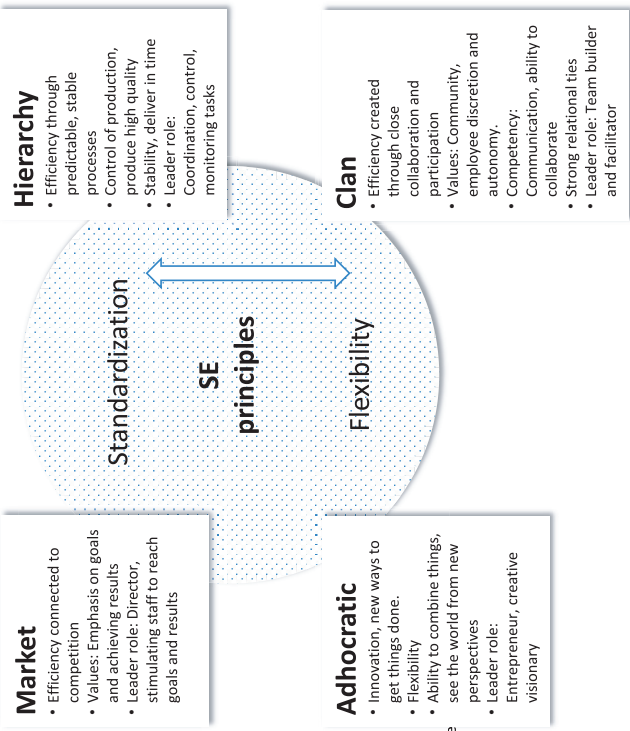 Market
• Efficiency connected to
competition
• Values: Emphasis on goals
and achieving results
• Leader role: Director,
stimulating staff to reach
goals and results
Hierarchy
• Efficiency through
predictable, stable
processes
• Control of production,
produce high quality
• Stability, deliver in time
• Leader role:
Coordination, control,
monitoring tasks
Standardization
SE
principles
Flexibility
Adhocratic
• Innovation, new ways to
get things done.
• Flexibility
• Ability to combine things,
see the world from new
perspectives
• Leader role:
Entrepreneur, creative
visionary
Clan
• Efficiency created
through close
collaboration and
participation
• Values: Community,
employee discretion and
autonomy.
• Competency:
Communication, ability to
collaborate
• Strong relational ties
• Leader role: Team builder
and facilitator